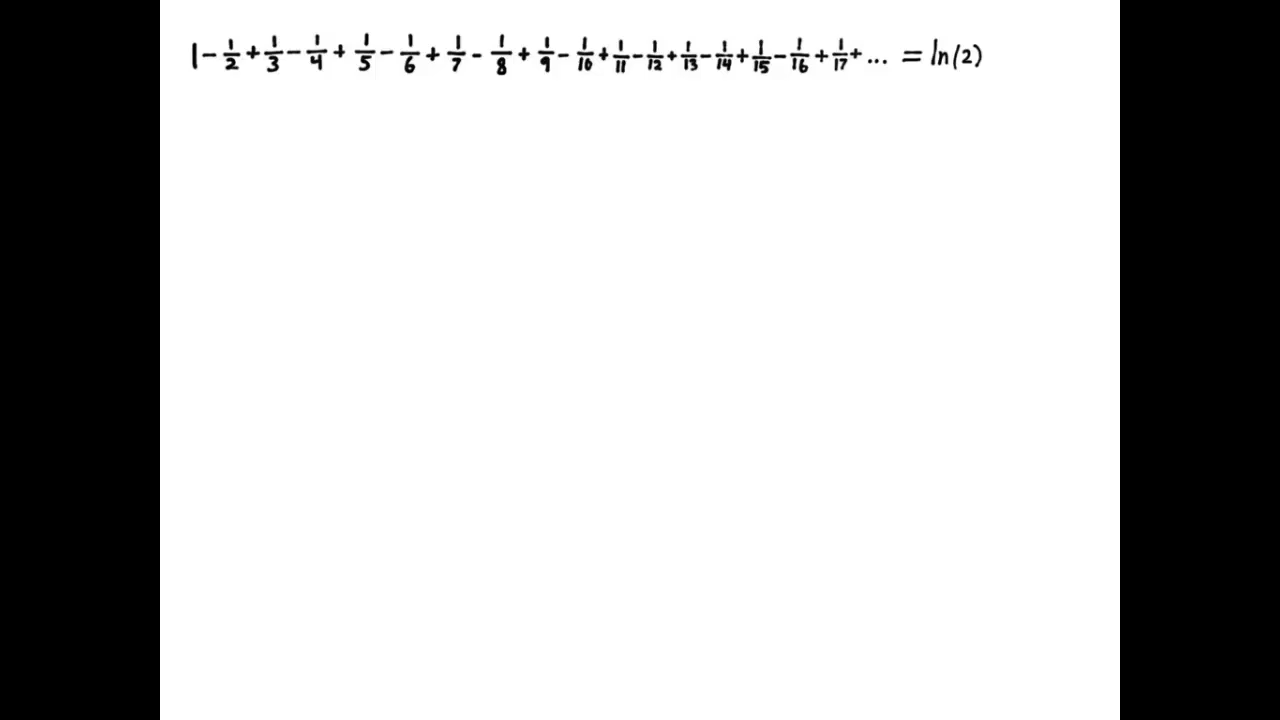 1 - 1/2 + 1/3 - 1/4 + 1/5 - 1/6 + 1/7 - 1/8 + 1/9 - 1/10 + 1/11 - 1/12 + 1/13 - 1/14 + 1/15 - 1/16 + 1/17 + ... = ln(2)